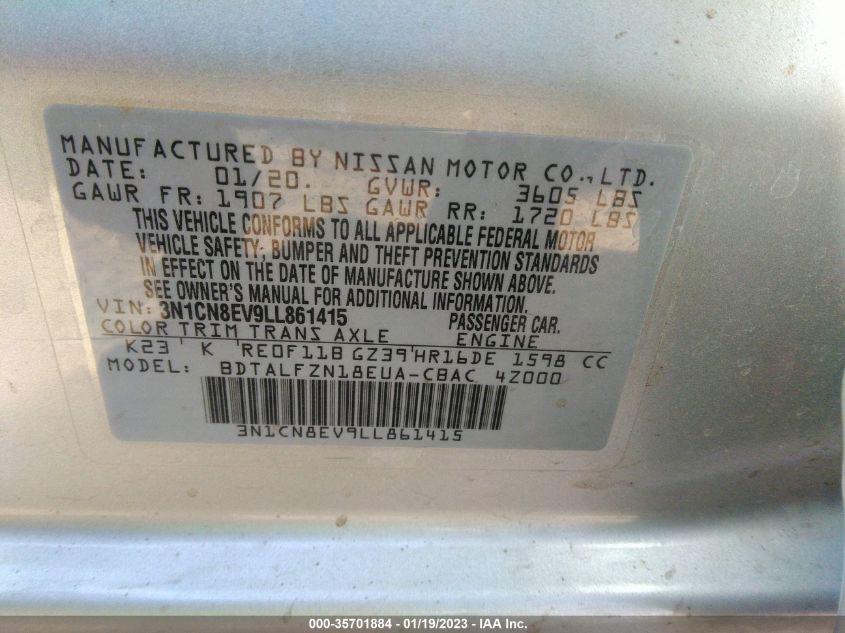 MANUFACTURED BY NISSAN MOTOR CO., LTD.
DATE: 01/20. GVWR: 3605 LBS
GAWR FR: 1907 LBS GAWR RR: 1720 LBS
THIS VEHICLE CONFORMS TO ALL APPLICABLE FEDERAL MOTOR
VEHICLE SAFETY, BUMPER AND THEFT PREVENTION STANDARDS
IN EFFECT ON THE DATE OF MANUFACTURE SHOWN ABOVE.
SEE OWNER'S MANUAL FOR ADDITIONAL INFORMATION.
VIN: 3N1CN8EV9LL861415 PASSENGER CAR.
COLOR TRIM TRANS AXLE ENGINE
K23 K RE0F11B GZ39 HR16DE 1598 CC
MODEL: BDTALFZN18EUA-CBAC 4Z000
3N1CN8EV9LL861415
000-35701884 - 01/19/2023 - IAA Inc.